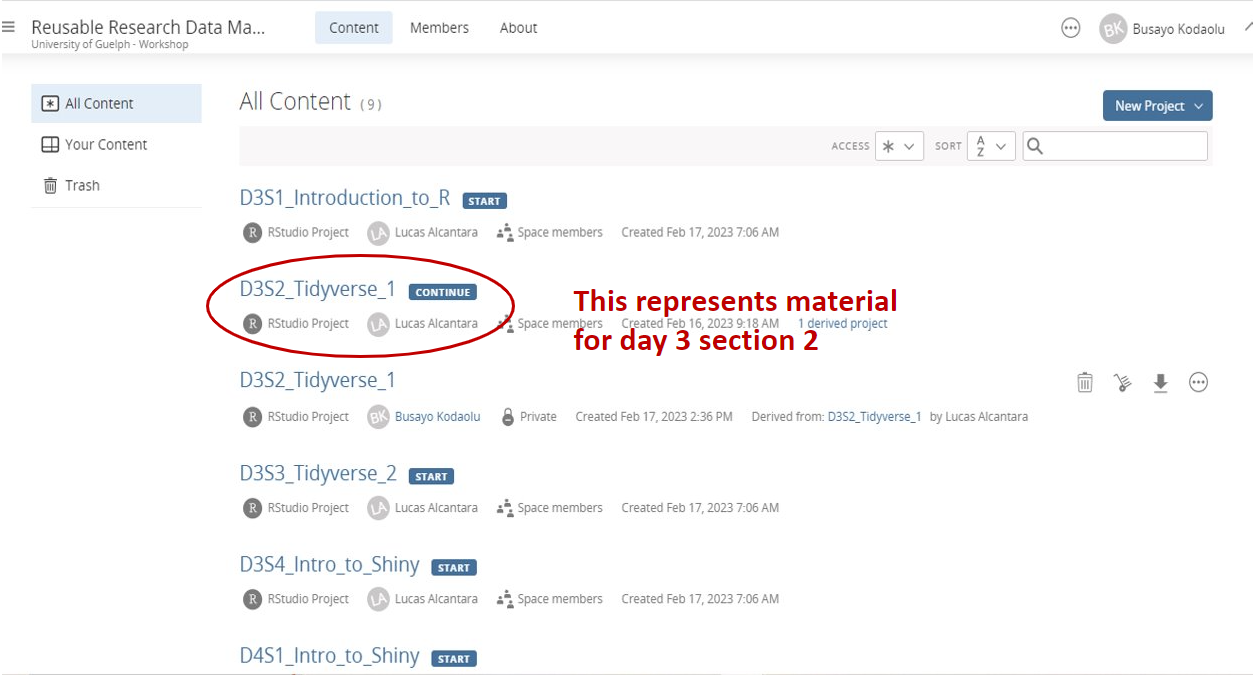 Reusable Research Data Ma...
University of Guelph - Workshop
Content Members About
BK Busayo Kodaolu
All Content
Your Content
Trash
All Content (9)
New Project
ACCESS * SORT A Z
D3S1_Introduction_to_R START
R RStudio Project LA Lucas Alcantara Space members Created Feb 17, 2023 7:06 AM
D3S2_Tidyverse_1 CONTINUE
R RStudio Project LA Lucas Alcantara Space members Created Feb 16, 2023 9:18 AM 1 derived project
This represents material
for day 3 section 2
D3S2_Tidyverse_1
R RStudio Project BK Busayo Kodaolu Private Created Feb 17, 2023 2:36 PM Derived from: D3S2_Tidyverse_1 by Lucas Alcantara
D3S3_Tidyverse_2 START
R RStudio Project LA Lucas Alcantara Space members Created Feb 17, 2023 7:06 AM
D3S4_Intro_to_Shiny START
R RStudio Project LA Lucas Alcantara Space members Created Feb 17, 2023 7:06 AM
D4S1_Intro_to_Shiny START